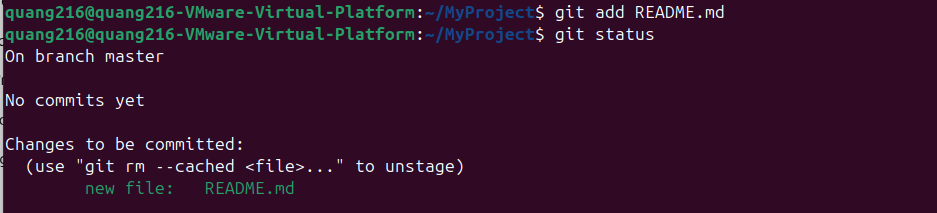 quang216@quang216-VMware-Virtual-Platform:~/MyProject$ git add README.md
quang216@quang216-VMware-Virtual-Platform:~/MyProject$ git status
On branch master
No commits yet
Changes to be committed:
(use "git rm --cached <file>..." to unstage)
new file:   README.md